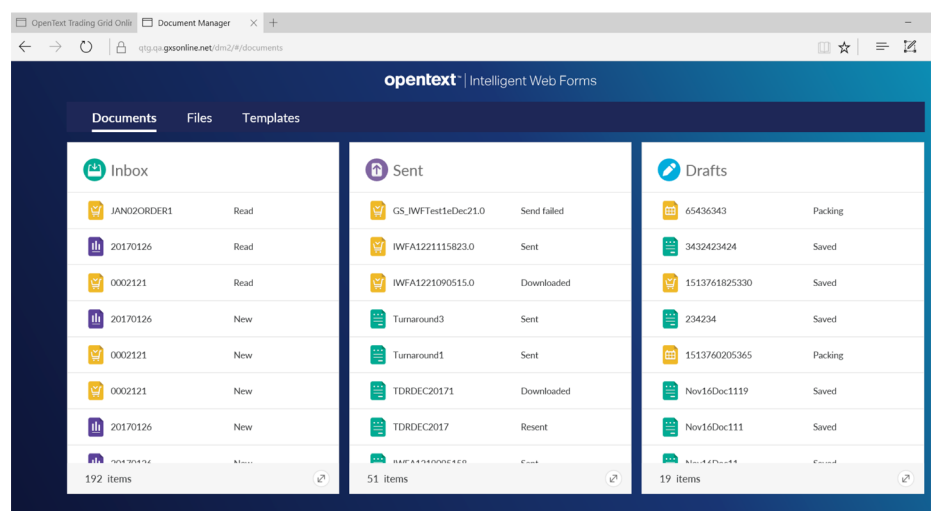 OpenText Trading Grid Onlin
Document Manager
qtg.qa.gxsonline.net/dm2/#/documents
opentext™ | Intelligent Web Forms
Documents Files Templates
Inbox
JAN02ORDER1 Read
20170126 Read
0002121 Read
20170126 New
0002121 New
0002121 New
20170126 New
192 items
Sent
GS_IWFTest1eDec21.0 Send failed
IWFA1221115823.0 Sent
IWFA1221090515.0 Downloaded
Turnaround3 Sent
Turnaround1 Sent
TDRDEC20171 Downloaded
TDRDEC2017 Resent
51 items
Drafts
65436343 Packing
3432423424 Saved
1513761825330 Saved
234234 Saved
1513760205365 Packing
Nov16Doc1119 Saved
Nov16Doc111 Saved
19 items